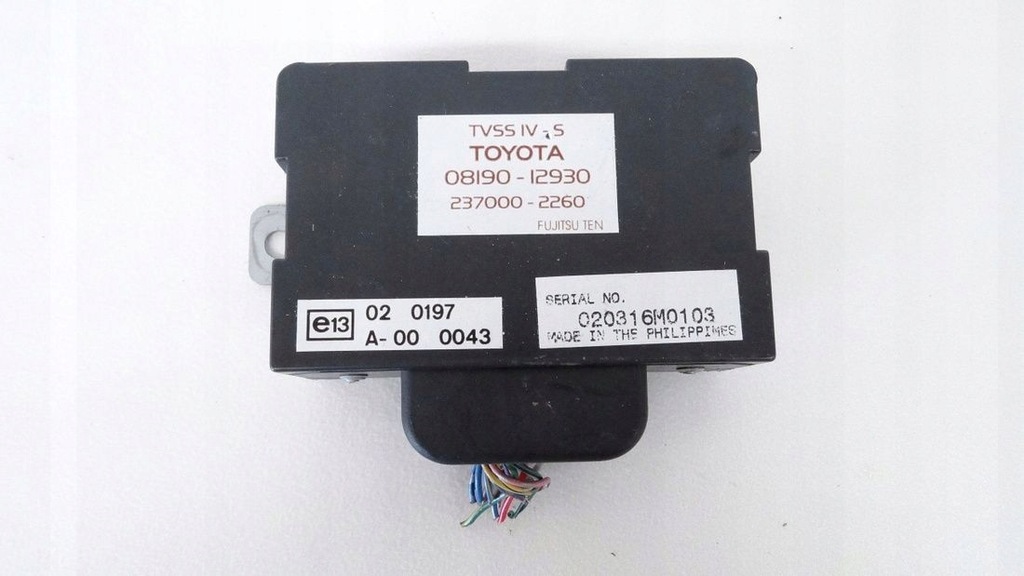 TVSS IV - S
TOYOTA
08190 - 12930
237000 - 2260
FUJITSU TEN
e13
02 0197
A- 00 0043
SERIAL NO.
020316M0103
MADE IN THE PHILIPPINES